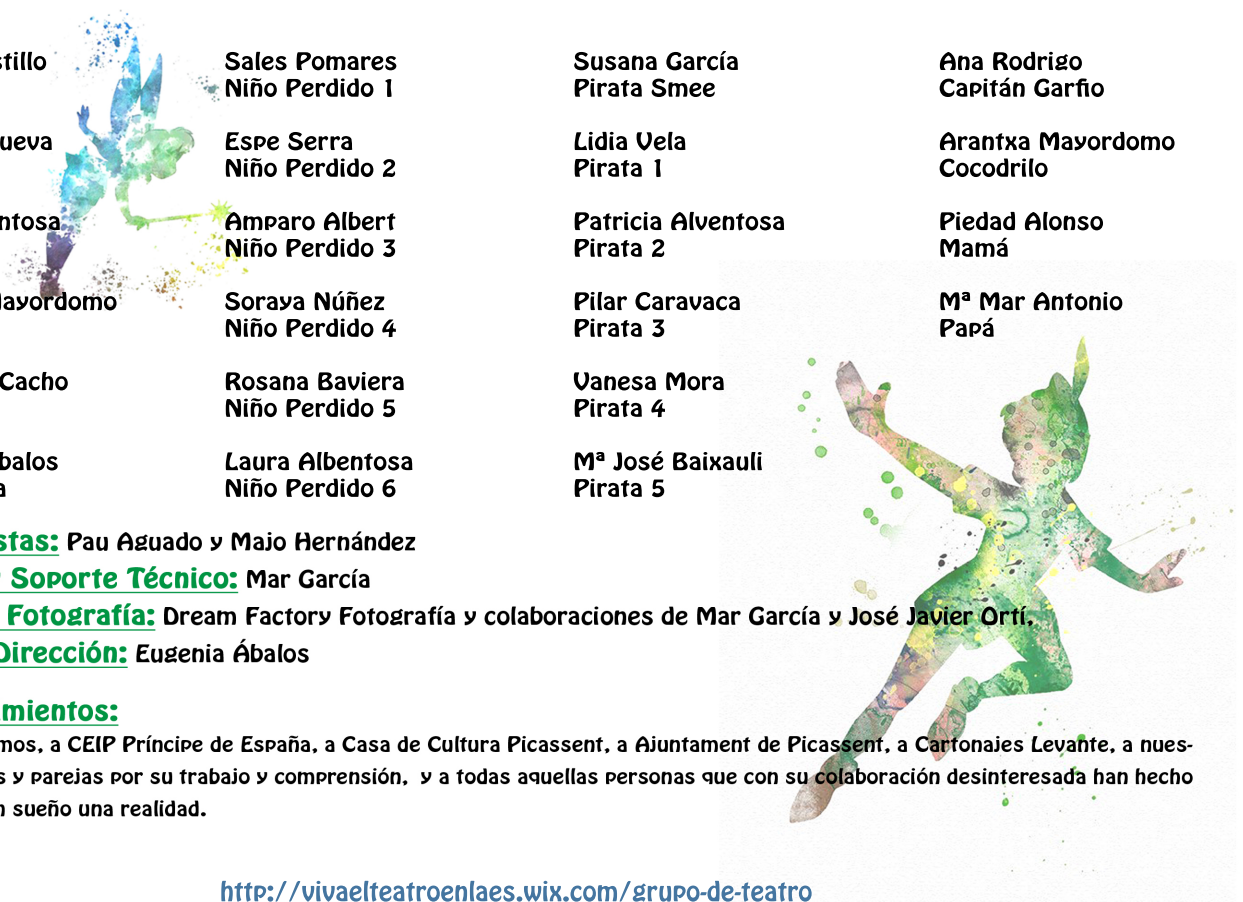 stillo
ueva
ntosa
Mayordomo
Cacho
balos
a
Sales Pomares
Niño Perdido 1
Espe Serra
Niño Perdido 2
Amparo Albert
Niño Perdido 3
Soraya Núñez
Niño Perdido 4
Rosana Baviera
Niño Perdido 5
Laura Albentosa
Niño Perdido 6
Susana García
Pirata Smee
Lidia Vela
Pirata 1
Patricia Alventosa
Pirata 2
Pilar Caravaca
Pirata 3
Vanesa Mora
Pirata 4
Mª José Baixauli
Pirata 5
Ana Rodrigo
Capitán Garfio
Arantxa Mayordomo
Cocodrilo
Piedad Alonso
Mamá
Mª Mar Antonio
Papá
stas: Pau Aguado y Majo Hernández
y Soporte Técnico: Mar García
Fotografía: Dream Factory Fotografía y colaboraciones de Mar García y José Javier Ortí,
Dirección: Eugenia Ábalos
mientos:
mos, a CEIP Príncipe de España, a Casa de Cultura Picassent, a Ajuntament de Picassent, a Cartonajes Levante, a nues-
s y parejas por su trabajo y comprensión, y a todas aquellas personas que con su colaboración desinteresada han hecho
n sueño una realidad.
http://vivaelteatroenlaes.wix.com/grupo-de-teatro